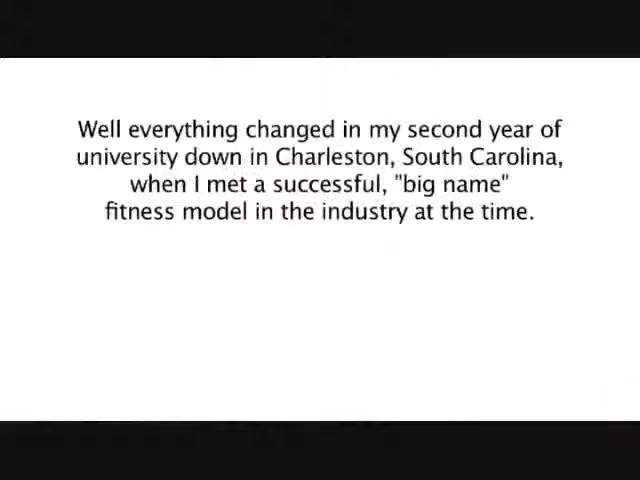 Well everything changed in my second year of
university down in Charleston, South Carolina,
when I met a successful, "big name"
fitness model in the industry at the time.